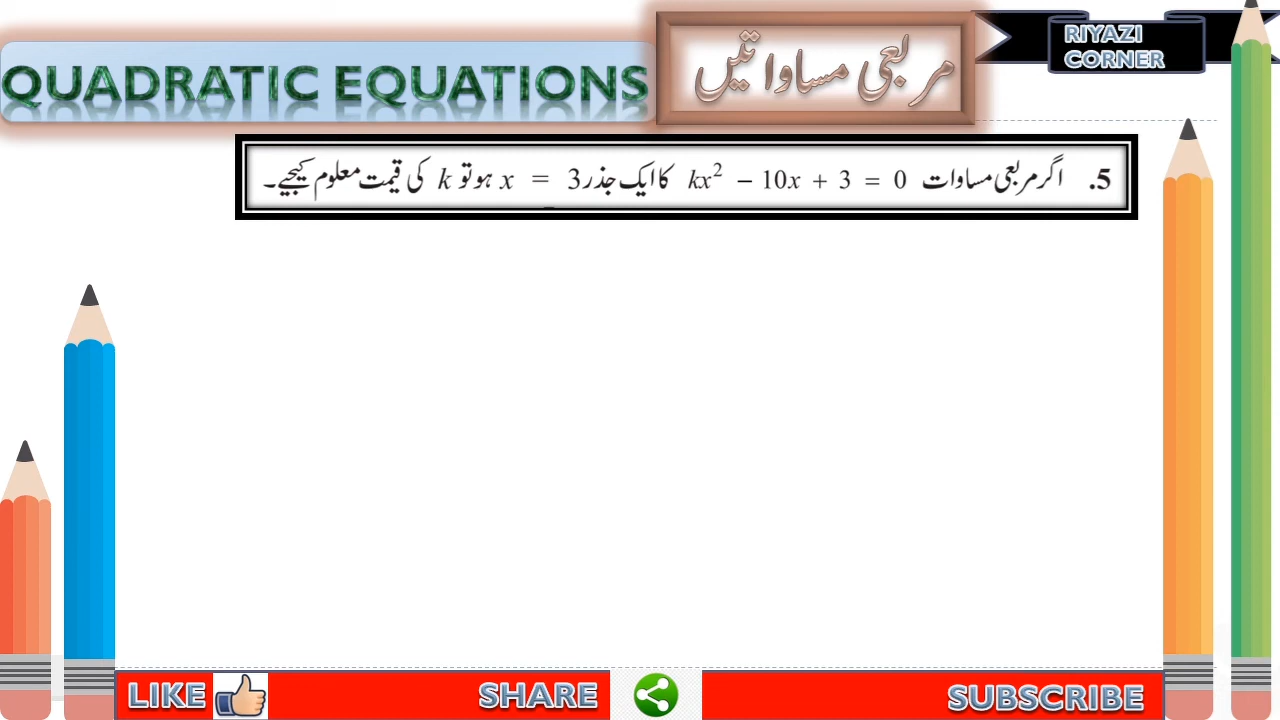 QUADRATIC EQUATIONS
مربعی مساواتیں
RIYAZI
CORNER
5. اگر مربعی مساوات kx² − 10x + 3 = 0 کا ایک جذر x = 3 ہو تو k کی قیمت معلوم کیجیے۔
LIKE
SHARE
SUBSCRIBE